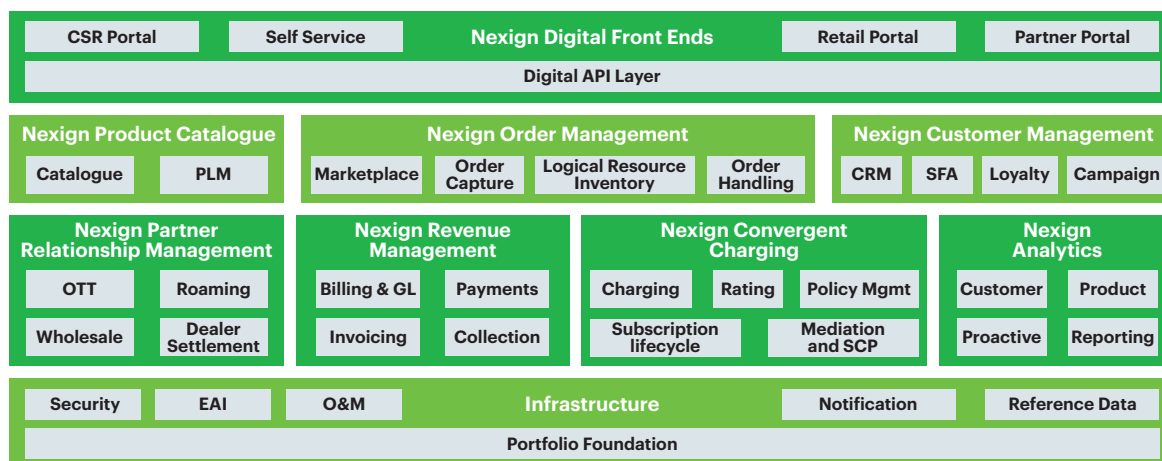 CSR Portal
Self Service
Nexign Digital Front Ends
Retail Portal
Partner Portal
Digital API Layer
Nexign Product Catalogue
Catalogue
PLM
Nexign Order Management
Marketplace
Order
Capture
Logical Resource
Inventory
Order
Handling
Nexign Customer Management
CRM
SFA
Loyalty
Campaign
Nexign Partner
Relationship Management
OTT
Roaming
Wholesale
Dealer
Settlement
Nexign Revenue
Management
Billing & GL
Payments
Invoicing
Collection
Nexign Convergent
Charging
Charging
Rating
Policy Mgmt
Subscription
lifecycle
Mediation
and SCP
Nexign
Analytics
Customer
Product
Proactive
Reporting
Security
EAI
O&M
Infrastructure
Notification
Reference Data
Portfolio Foundation